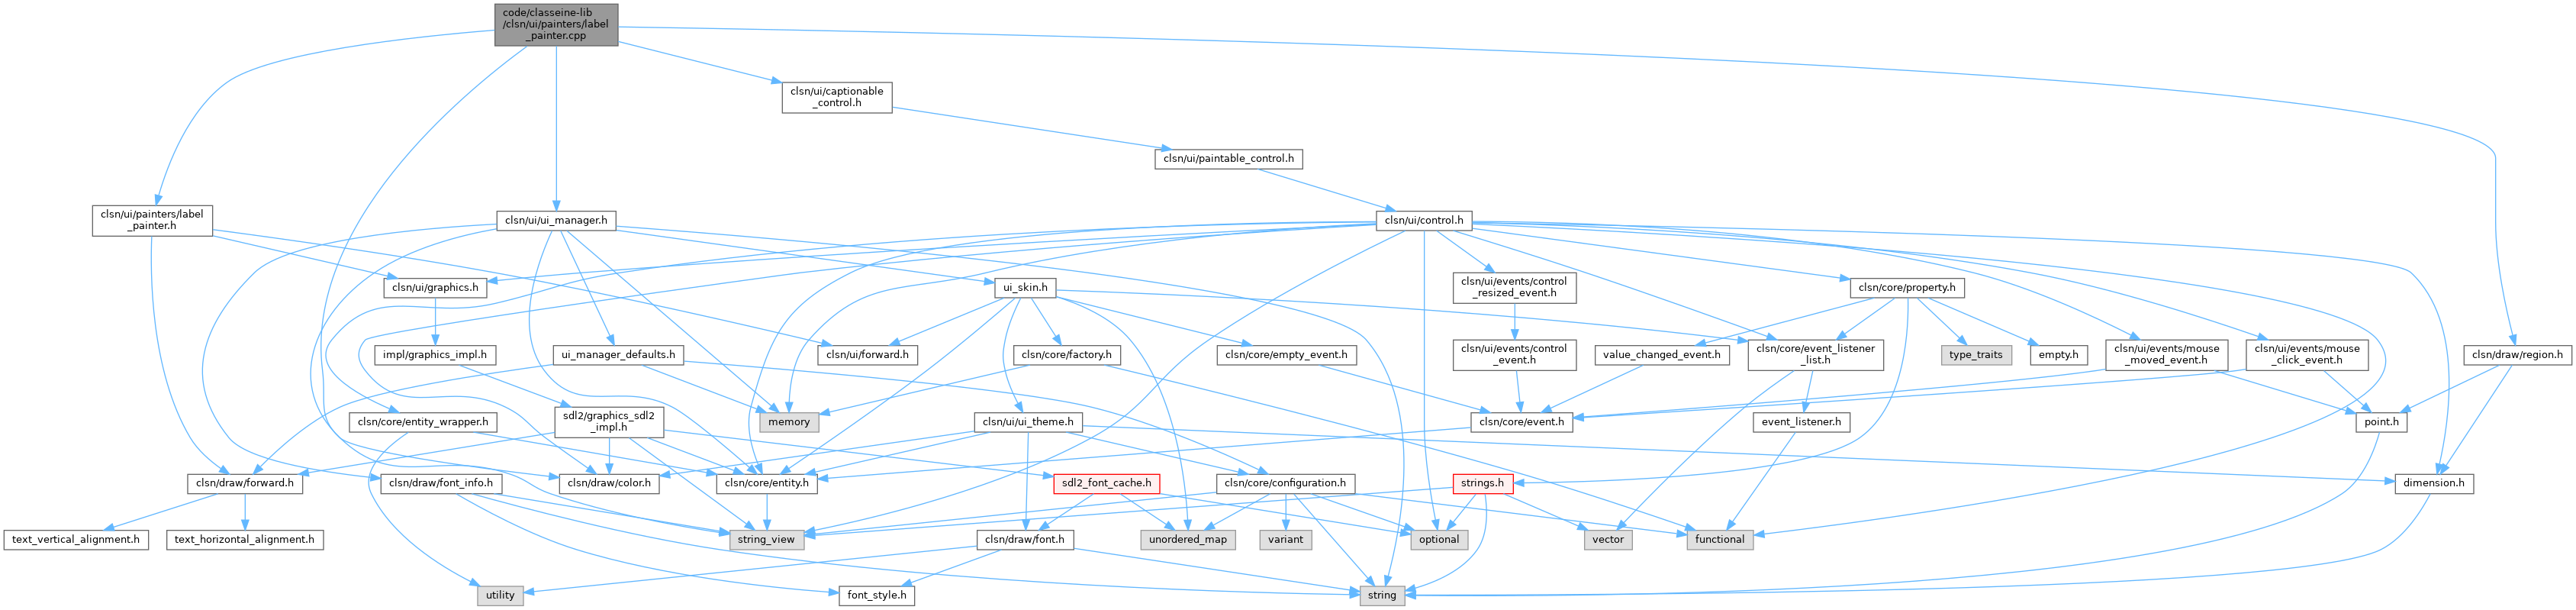 code/classeine-lib
/clsn/ui/painters/label
_painter.cpp
clsn/ui/captionable
_control.h
clsn/ui/paintable_control.h
clsn/ui/painters/label
_painter.h
clsn/ui/ui_manager.h
clsn/ui/control.h
clsn/ui/graphics.h
ui_skin.h
clsn/ui/events/control
_resized_event.h
clsn/core/property.h
impl/graphics_impl.h
ui_manager_defaults.h
clsn/ui/forward.h
clsn/core/factory.h
clsn/core/empty_event.h
clsn/ui/events/control
_event.h
value_changed_event.h
clsn/core/event_listener
_list.h
type_traits
empty.h
clsn/ui/events/mouse
_moved_event.h
clsn/ui/events/mouse
_click_event.h
clsn/draw/region.h
clsn/core/entity_wrapper.h
sdl2/graphics_sdl2
_impl.h
memory
clsn/ui/ui_theme.h
clsn/core/event.h
event_listener.h
point.h
clsn/draw/forward.h
clsn/draw/font_info.h
clsn/draw/color.h
clsn/core/entity.h
sdl2_font_cache.h
clsn/core/configuration.h
strings.h
dimension.h
text_vertical_alignment.h
text_horizontal_alignment.h
string_view
clsn/draw/font.h
unordered_map
variant
optional
vector
functional
utility
font_style.h
string